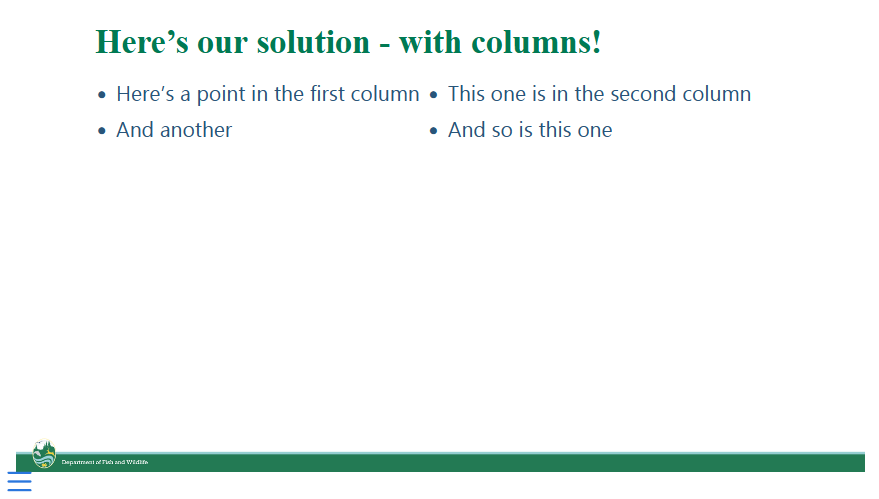 Here’s our solution - with columns!
• Here’s a point in the first column
• And another
• This one is in the second column
• And so is this one
Department of Fish and Wildlife